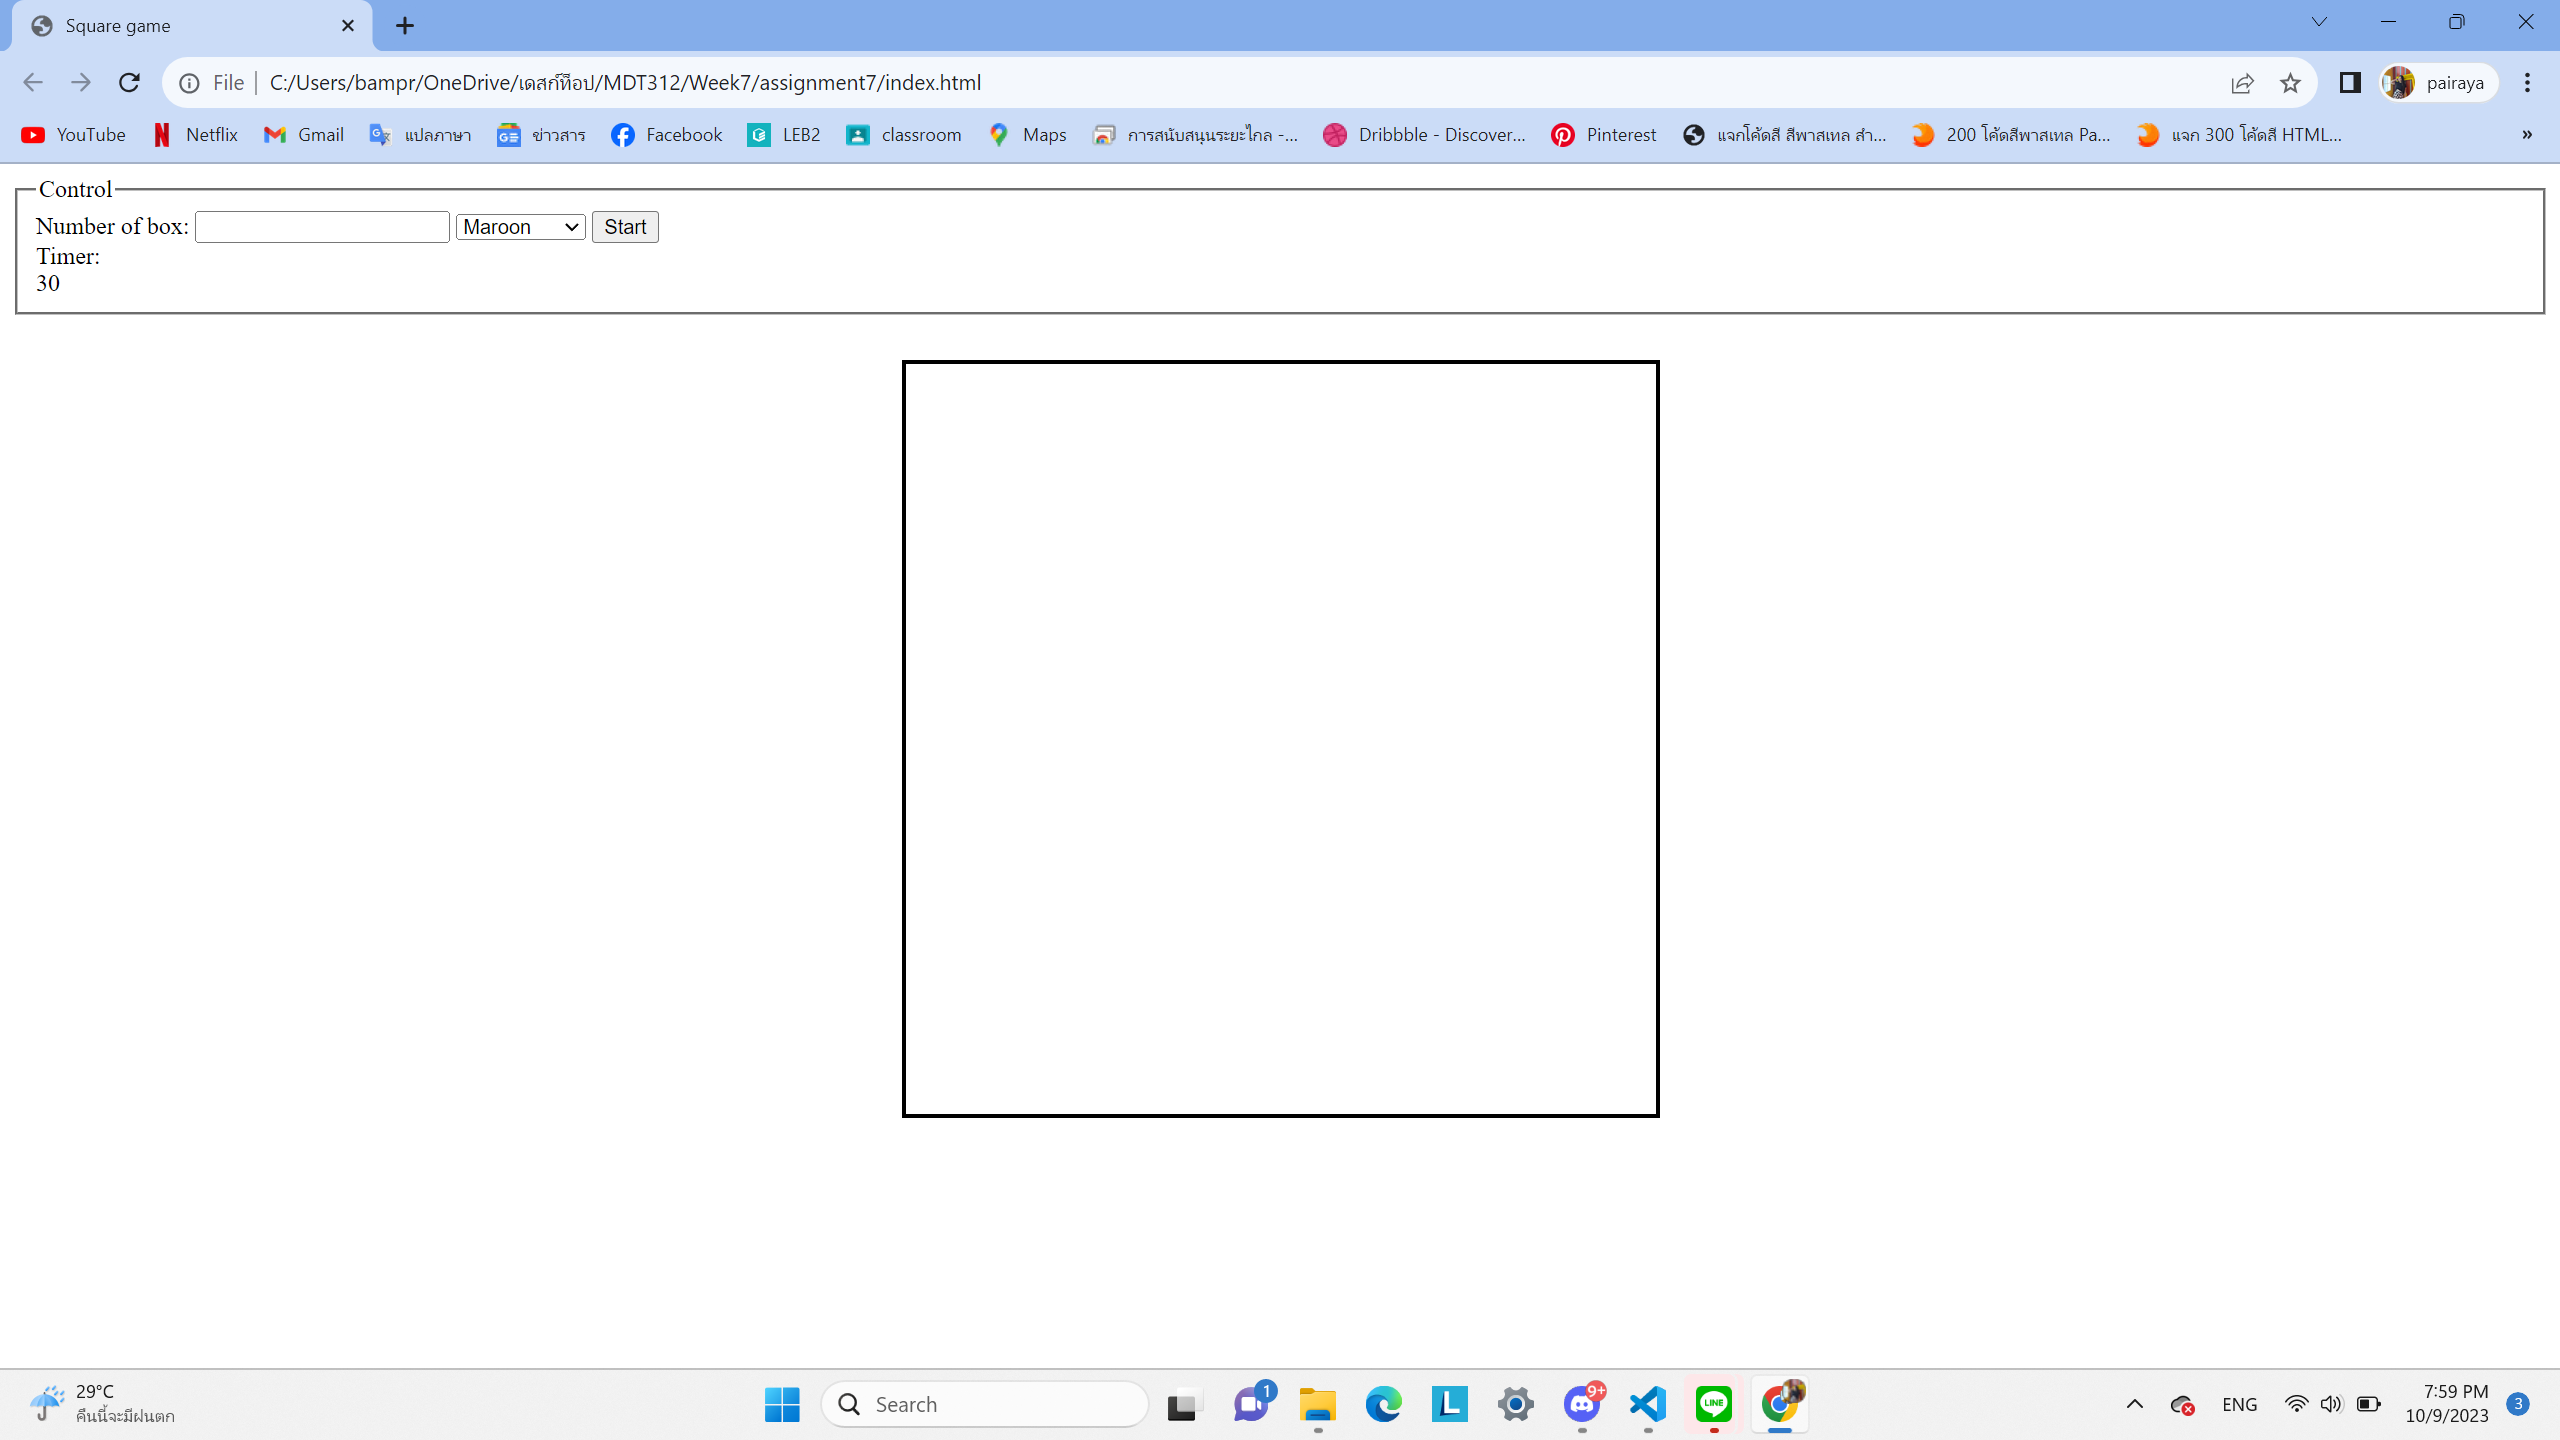 Square game
File
C:/Users/bampr/OneDrive/เดสก์ท็อป/MDT312/Week7/assignment7/index.html
pairaya
YouTube
Netflix
Gmail
แปลภาษา
ข่าวสาร
Facebook
LEB2
classroom
Maps
การสนับสนุนระยะไกล -...
Dribbble - Discover...
Pinterest
แจกโค้ดสี สีพาสเทล สำ...
200 โค้ดสีพาสเทล Pa...
แจก 300 โค้ดสี HTML...
»
Control
Number of box:
Maroon
Start
Timer:
30
29°C
คืนนี้จะมีฝนตก
Search
1
9+
LINE
ENG
7:59 PM
10/9/2023
3